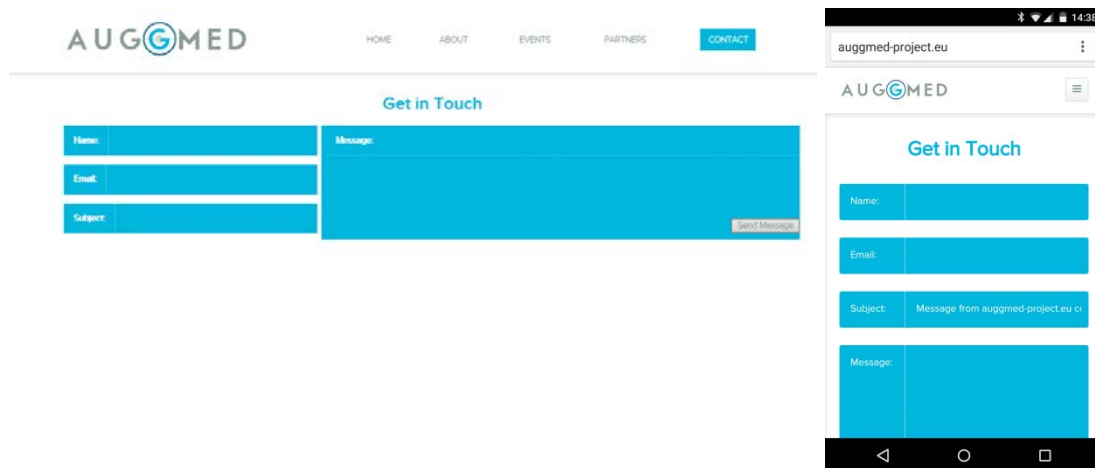 AUGGMED
HOME ABOUT EVENTS PARTNERS CONTACT
Get in Touch
Name:
Email:
Subject:
Message:
Send Message
14:38
auggmed-project.eu
AUGGMED
Get in Touch
Name:
Email:
Subject: Message from auggmed-project.eu co
Message: